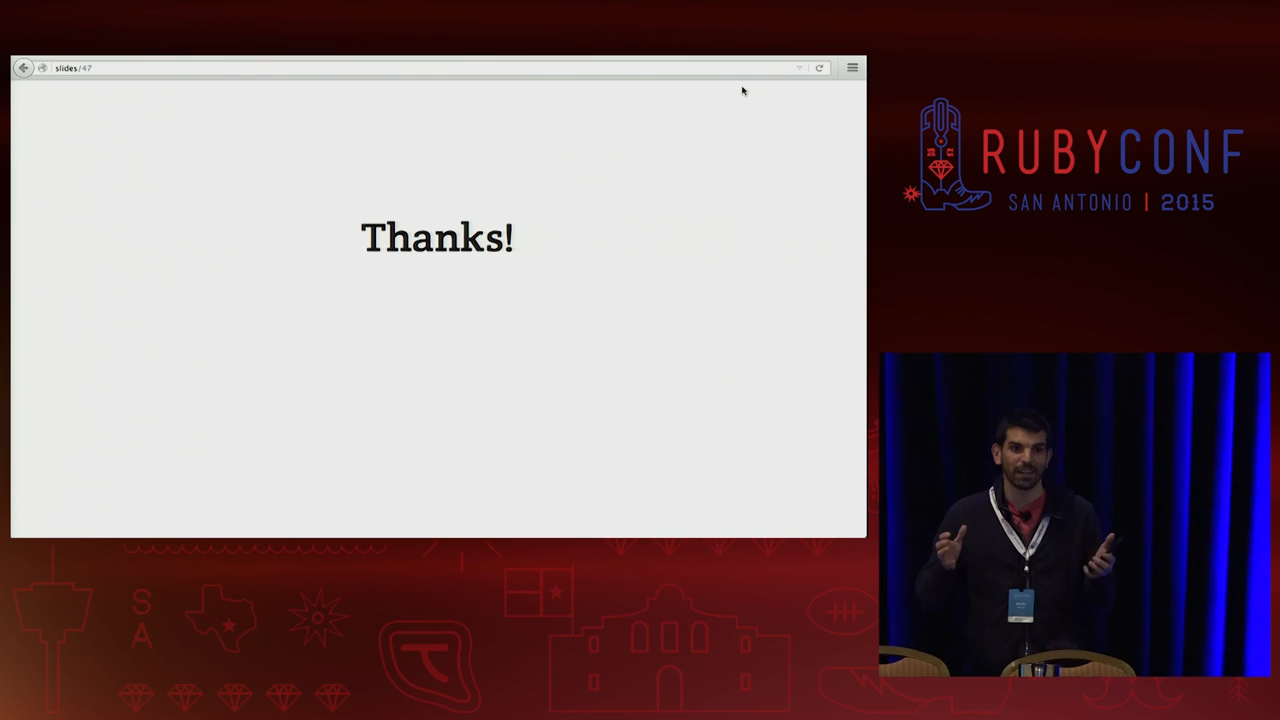 slides/47
Thanks!
RUBYCONF
SAN ANTONIO | 2015
S
A